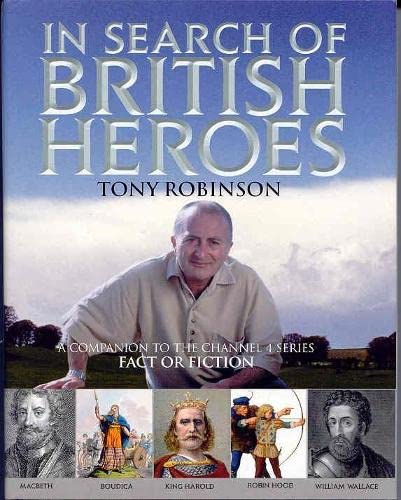 IN SEARCH OF
BRITISH
HEROES
TONY ROBINSON
A COMPANION TO THE CHANNEL 4 SERIES
FACT OR FICTION
MACBETH
BOUDICA
KING HAROLD
ROBIN HOOD
WILLIAM WALLACE